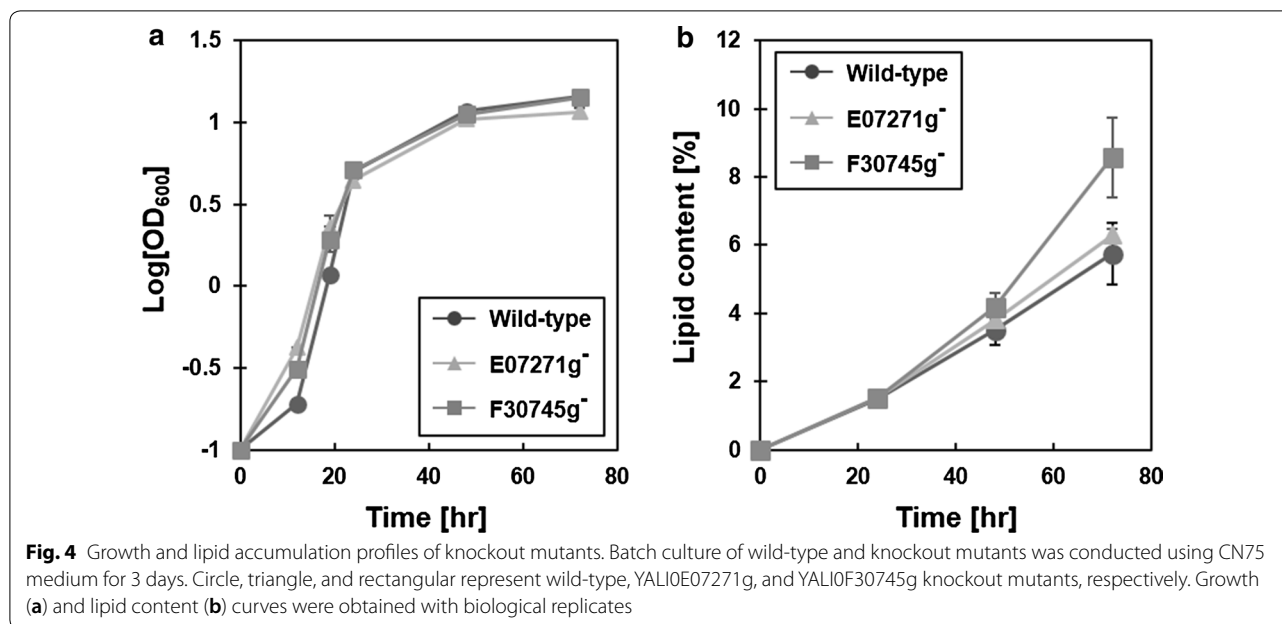 a
1.5
1
0.5
0
-0.5
-1
Log[OD600]
0 20 40 60 80
Time [hr]
Wild-type
E07271g-
F30745g-
b
12
10
8
6
4
2
0
Lipid content [%]
0 20 40 60 80
Time [hr]
Wild-type
E07271g-
F30745g-
Fig. 4 Growth and lipid accumulation profiles of knockout mutants. Batch culture of wild-type and knockout mutants was conducted using CN75
medium for 3 days. Circle, triangle, and rectangular represent wild-type, YALI0E07271g, and YALI0F30745g knockout mutants, respectively. Growth
(a) and lipid content (b) curves were obtained with biological replicates